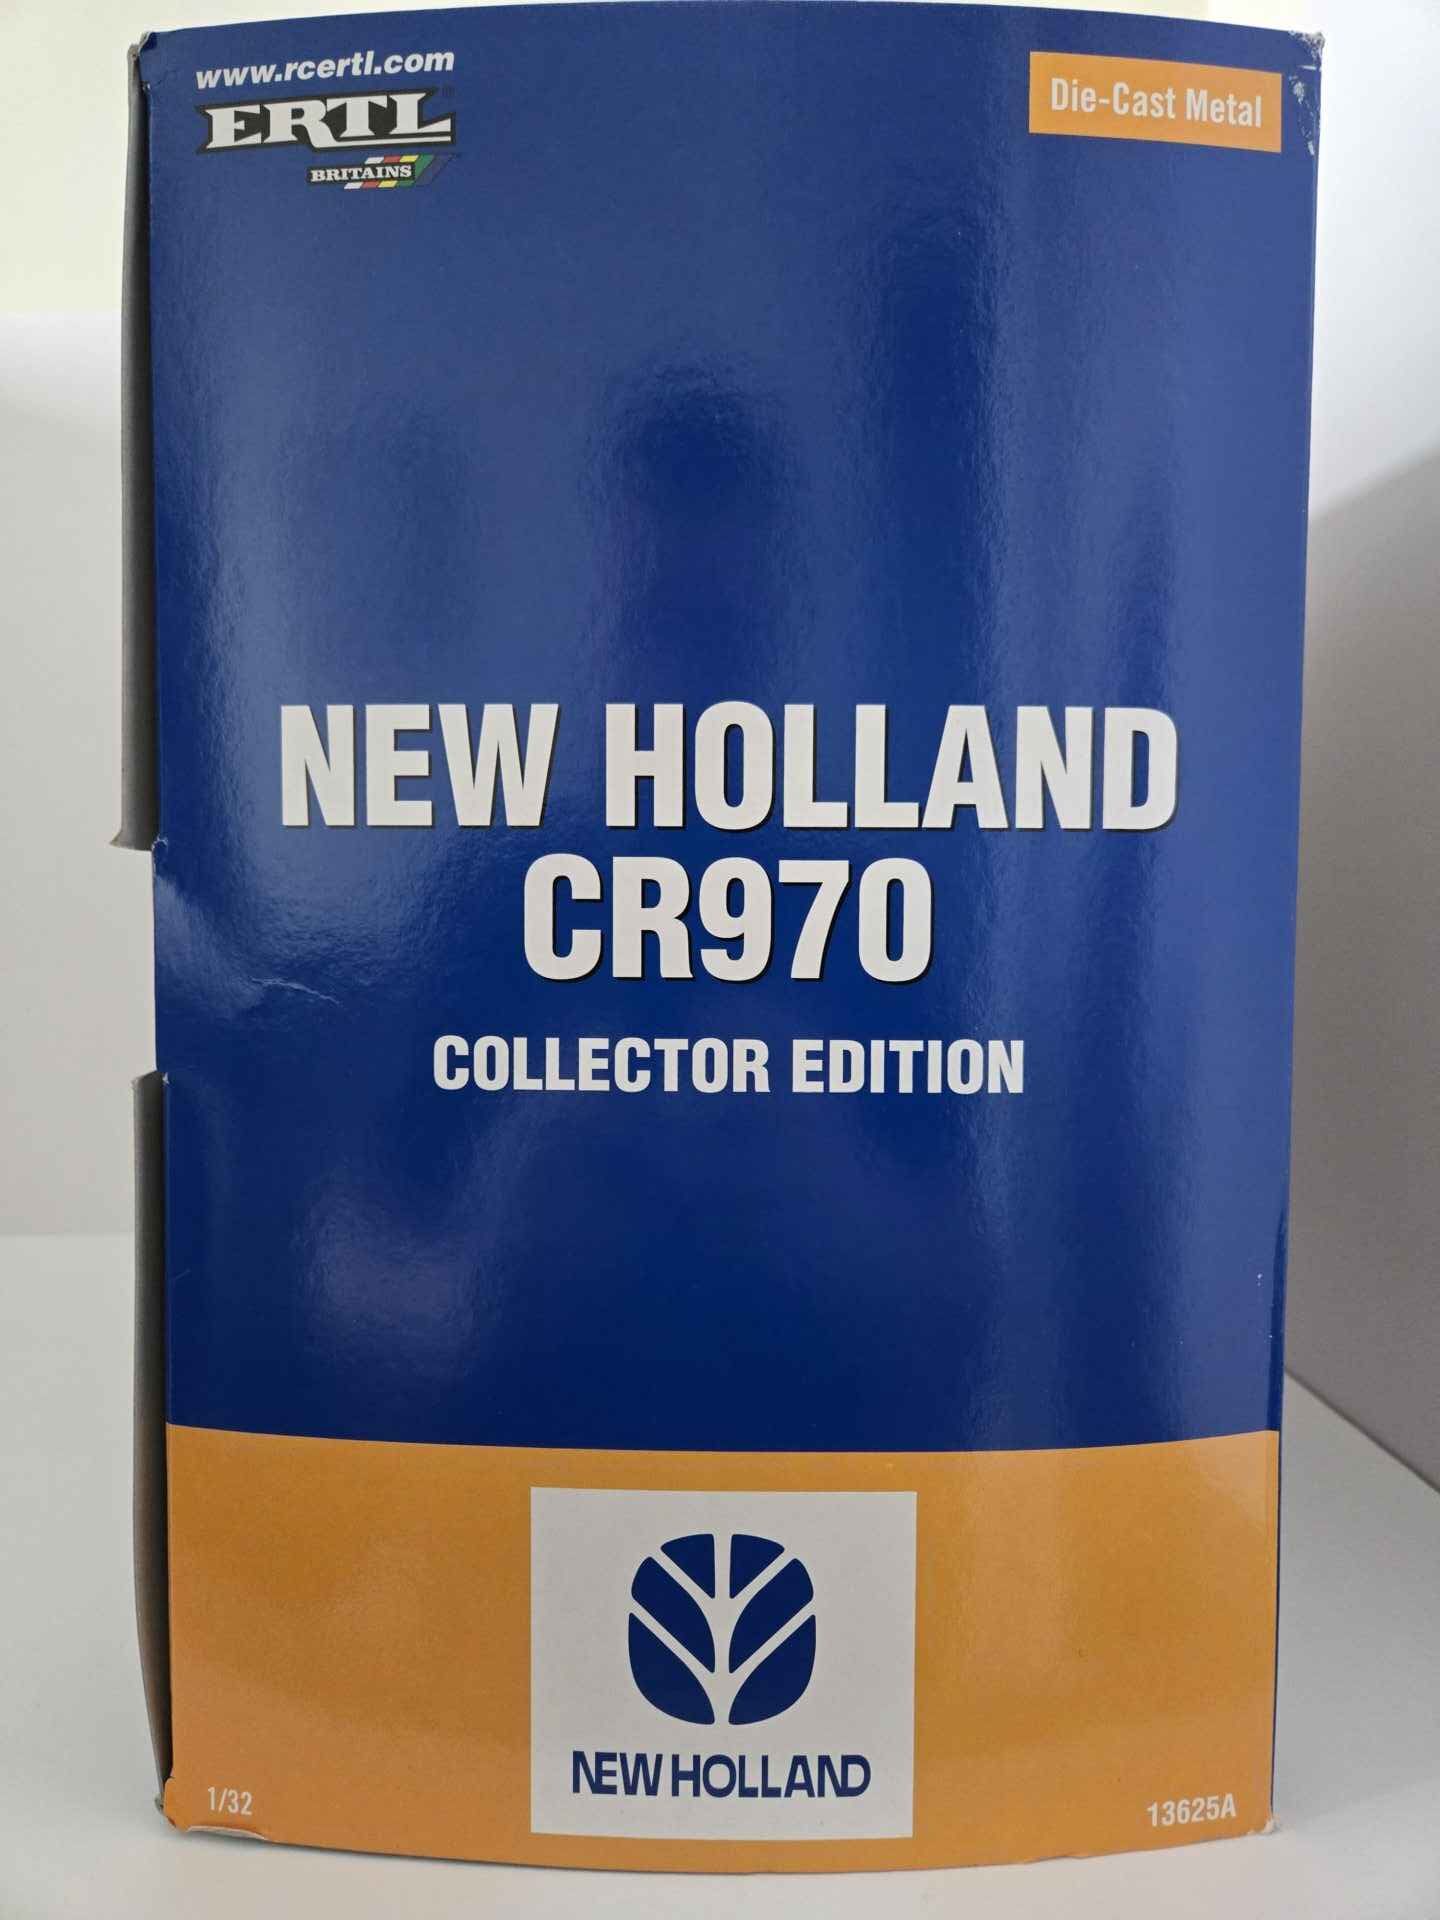 www.rcertl.com
ERTL®
BRITAINS
Die-Cast Metal
NEW HOLLAND
CR970
COLLECTOR EDITION
NEW HOLLAND
1/32
13625A